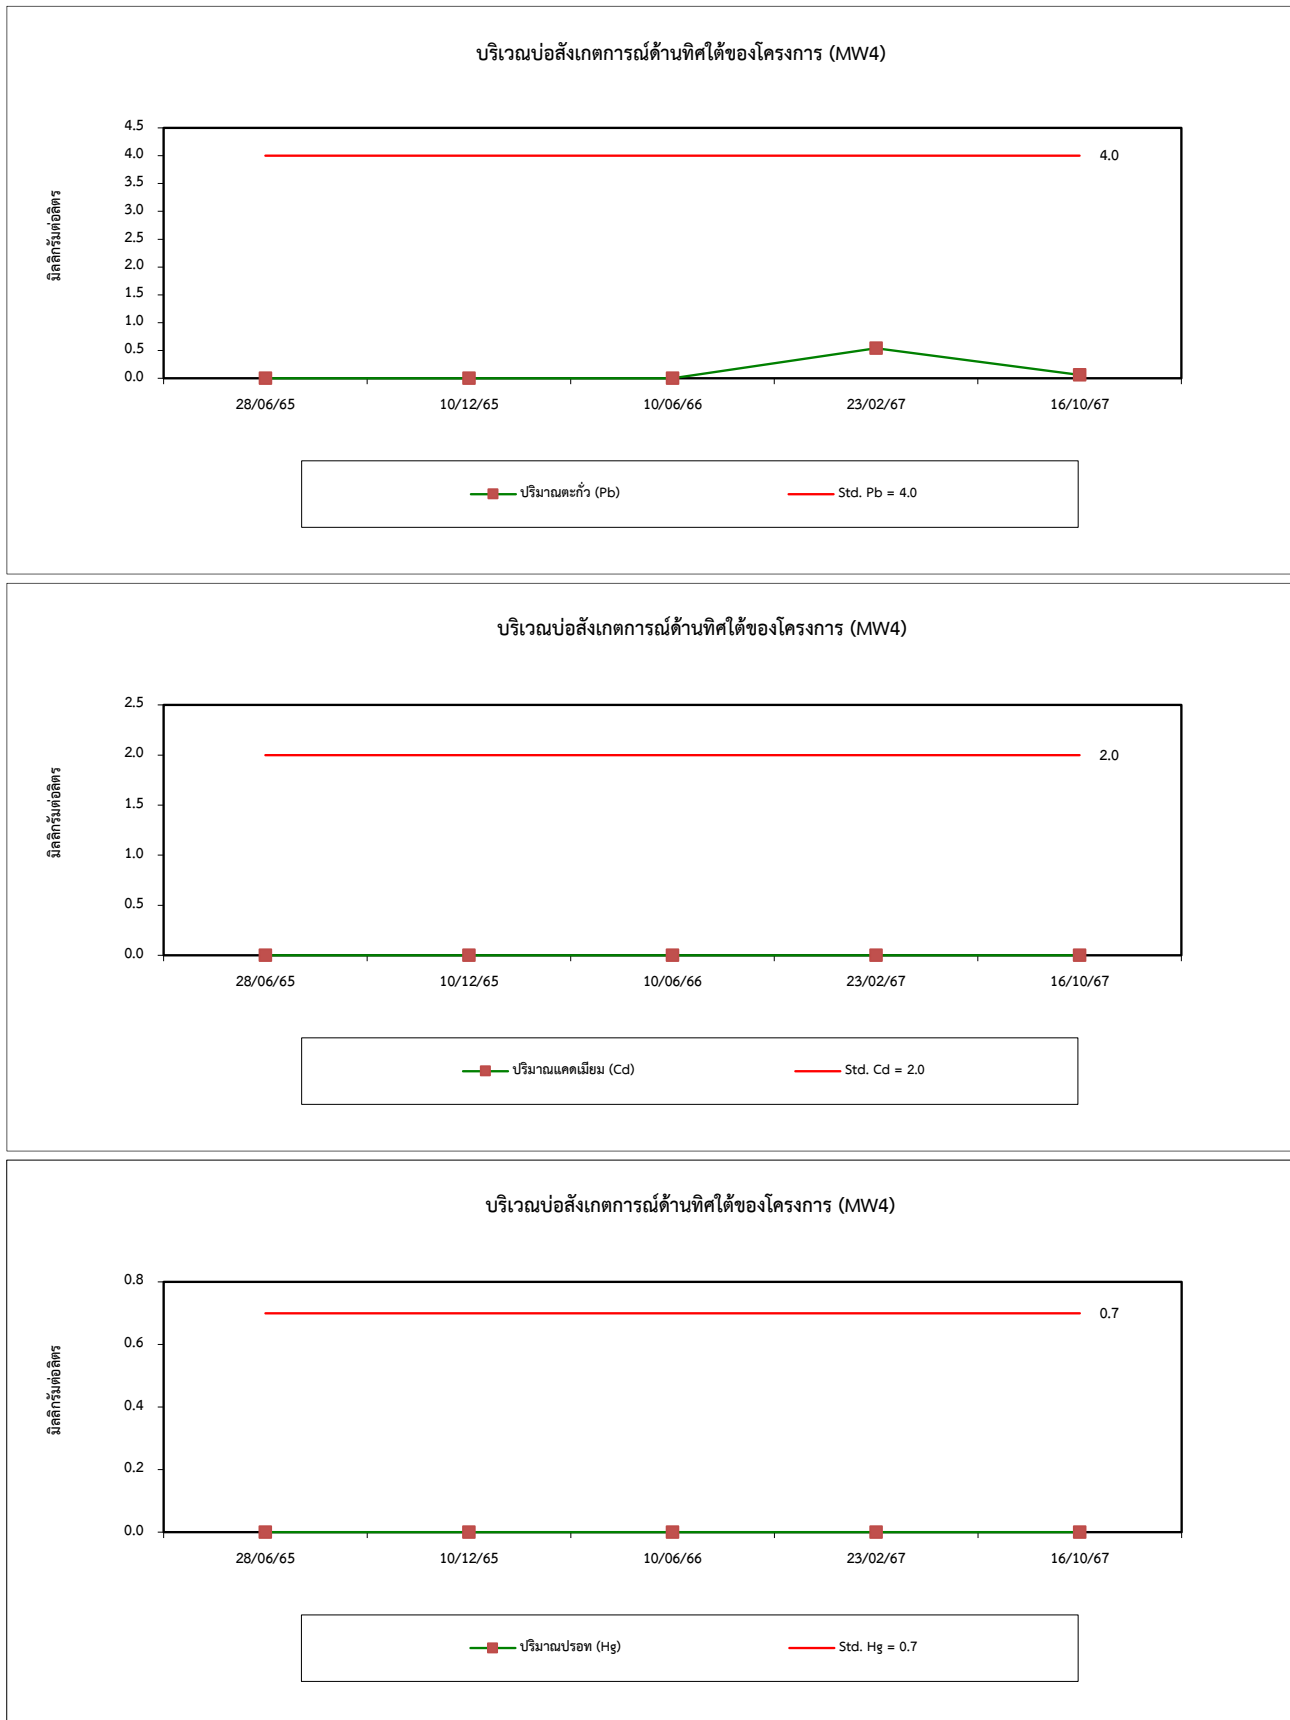 บริเวณบ่อสังเกตการณ์ด้านทิศใต้ของโครงการ (MW4)
มิลลิกรัมต่อลิตร
4.5
4.0
3.5
3.0
2.5
2.0
1.5
1.0
0.5
0.0
4.0
28/06/65 10/12/65 10/06/66 23/02/67 16/10/67
ปริมาณตะกั่ว (Pb) Std. Pb = 4.0
บริเวณบ่อสังเกตการณ์ด้านทิศใต้ของโครงการ (MW4)
มิลลิกรัมต่อลิตร
2.5
2.0
1.5
1.0
0.5
0.0
2.0
28/06/65 10/12/65 10/06/66 23/02/67 16/10/67
ปริมาณแคดเมียม (Cd) Std. Cd = 2.0
บริเวณบ่อสังเกตการณ์ด้านทิศใต้ของโครงการ (MW4)
มิลลิกรัมต่อลิตร
0.8
0.6
0.4
0.2
0.0
0.7
28/06/65 10/12/65 10/06/66 23/02/67 16/10/67
ปริมาณปรอท (Hg) Std. Hg = 0.7